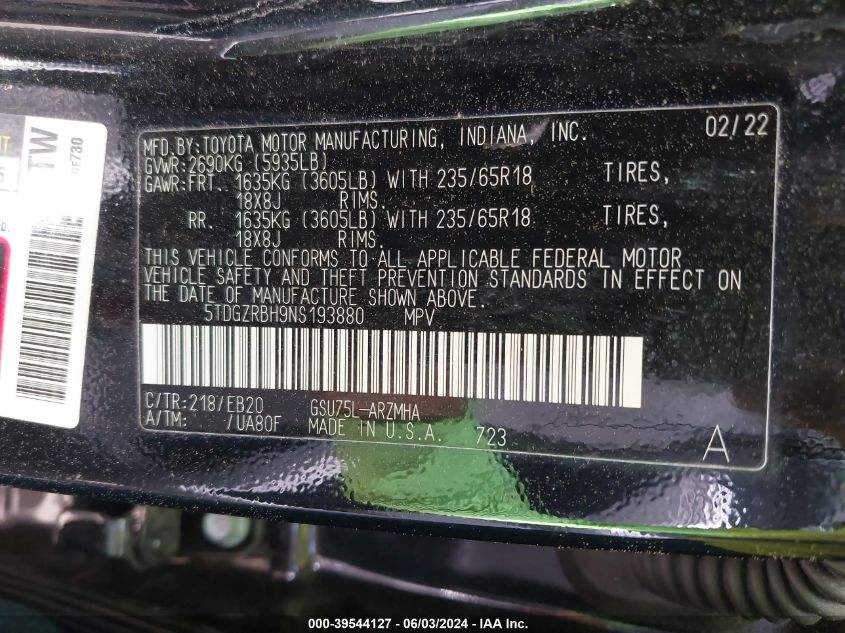 MFD.BY:TOYOTA MOTOR MANUFACTURING, INDIANA, INC. 02/22
GVWR:2690KG (5935LB)
GAWR:FRT. 1635KG (3605LB) WITH 235/65R18 TIRES,
18X8J RIMS.
RR. 1635KG (3605LB) WITH 235/65R18 TIRES,
18X8J RIMS.
THIS VEHICLE CONFORMS TO ALL APPLICABLE FEDERAL MOTOR
VEHICLE SAFETY AND THEFT PREVENTION STANDARDS IN EFFECT ON
THE DATE OF MANUFACTURE SHOWN ABOVE.
5TDGZRBH9NS193880 MPV
C/TR:218/EB20 GSU75L-ARZMHA
A/TM: /UA80F MADE IN U.S.A. 723
A
TW
0E730
000-39544127 - 06/03/2024 - IAA Inc.